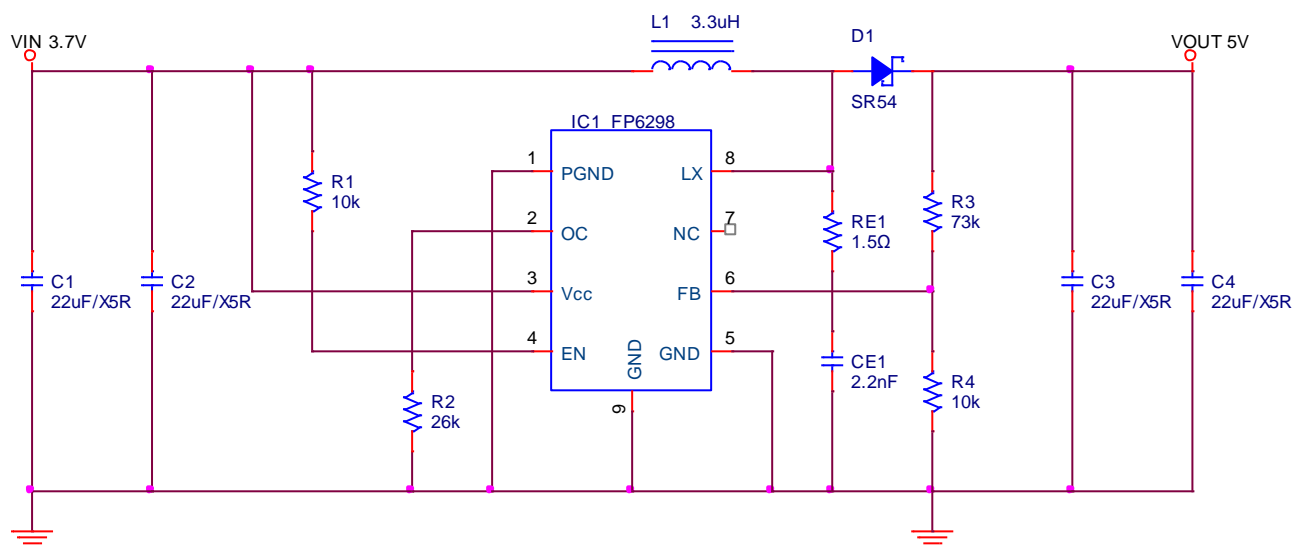 L1 3.3uH
VIN 3.7V
D1
VOUT 5V
SR54
IC1 FP6298
1
PGND
LX
8
R1
10k
2
OC
NC
7
RE1
1.5Ω
R3
73k
3
Vcc
FB
6
C1
22uF/X5R
C2
22uF/X5R
C3
22uF/X5R
C4
22uF/X5R
4
EN
GND
GND
5
CE1
2.2nF
R2
26k
9
R4
10k